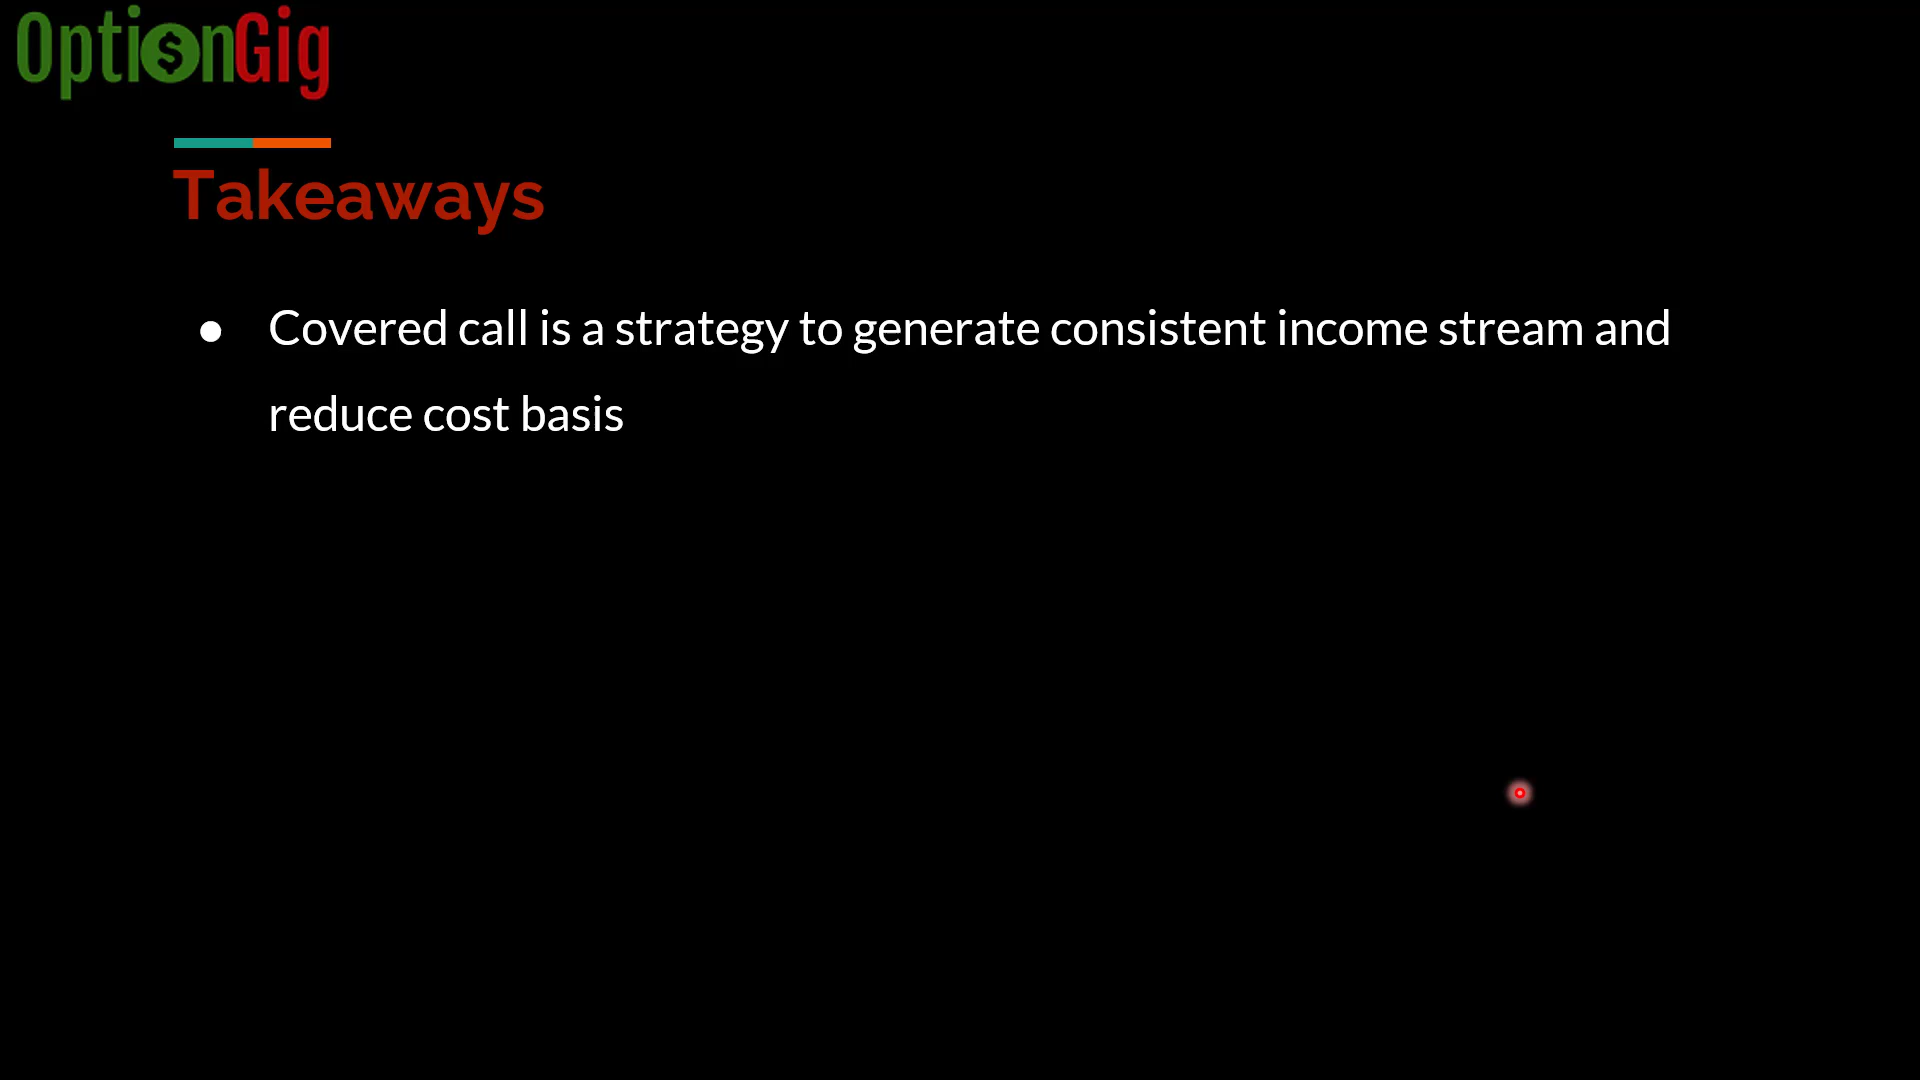 OptionGig
Takeaways
● Covered call is a strategy to generate consistent income stream and
reduce cost basis